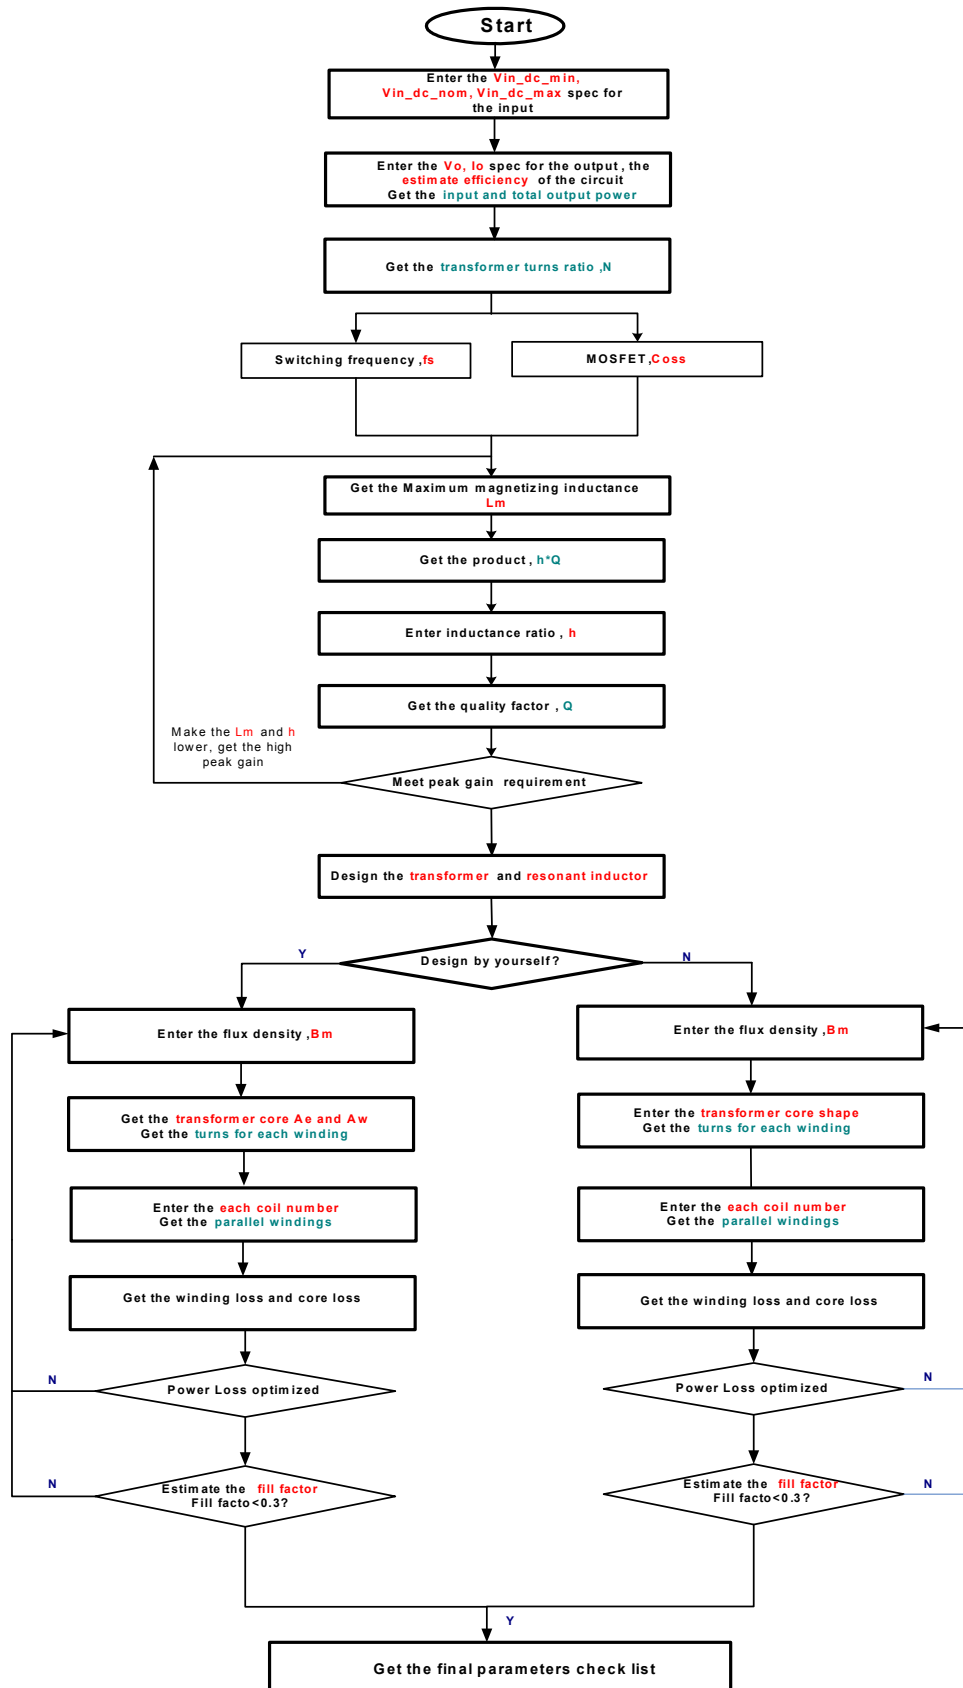 Start
Enter the Vin_dc_min,
Vin_dc_nom, Vin_dc_max spec for
the input
Enter the Vo, Io spec for the output , the
estimate efficiency of the circuit
Get the input and total output power
Get the transformer turns ratio ,N
Switching frequency ,fs
MOSFET,Coss
Get the Maximum magnetizing inductance
Lm
Get the product , h*Q
Enter inductance ratio , h
Get the quality factor , Q
Make the Lm and h
lower, get the high
peak gain
Meet peak gain requirement
Design the transformer and resonant inductor
Design by yourself?
Y
N
Enter the flux density ,Bm
Enter the flux density ,Bm
Get the transformer core Ae and Aw
Get the turns for each winding
Enter the transformer core shape
Get the turns for each winding
Enter the each coil number
Get the parallel windings
Enter the each coil number
Get the parallel windings
Get the winding loss and core loss
Get the winding loss and core loss
N
Power Loss optimized
Power Loss optimized
N
N
Estimate the fill factor
Fill facto<0.3?
Estimate the fill factor
Fill facto<0.3?
N
Y
Get the final parameters check list